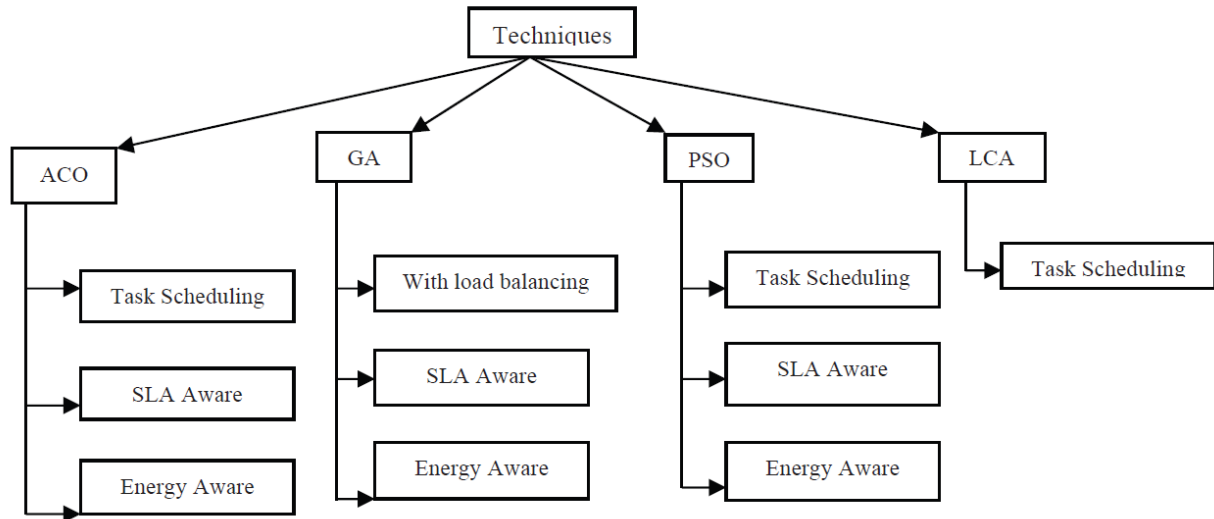 Techniques
ACO
GA
PSO
LCA
Task Scheduling
SLA Aware
Energy Aware
With load balancing
SLA Aware
Energy Aware
Task Scheduling
SLA Aware
Energy Aware
Task Scheduling